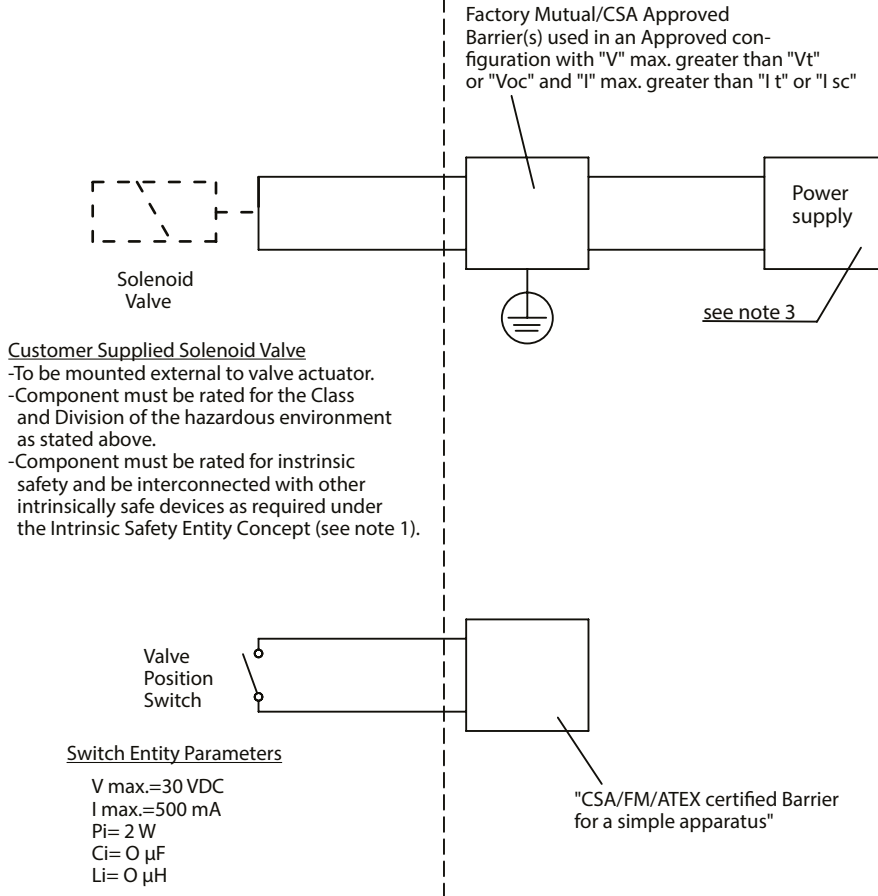 Factory Mutual/CSA Approved
Barrier(s) used in an Approved con-
figuration with "V" max. greater than "Vt"
or "Voc" and "I" max. greater than "I t" or "I sc"
Power
supply
Solenoid
Valve
see note 3
Customer Supplied Solenoid Valve
-To be mounted external to valve actuator.
-Component must be rated for the Class
and Division of the hazardous environment
as stated above.
-Component must be rated for instrinsic
safety and be interconnected with other
intrinsically safe devices as required under
the Intrinsic Safety Entity Concept (see note 1).
Valve
Position
Switch
Switch Entity Parameters
V max.=30 VDC
I max.=500 mA
Pi= 2 W
Ci= O µF
Li= O µH
"CSA/FM/ATEX certified Barrier
for a simple apparatus"